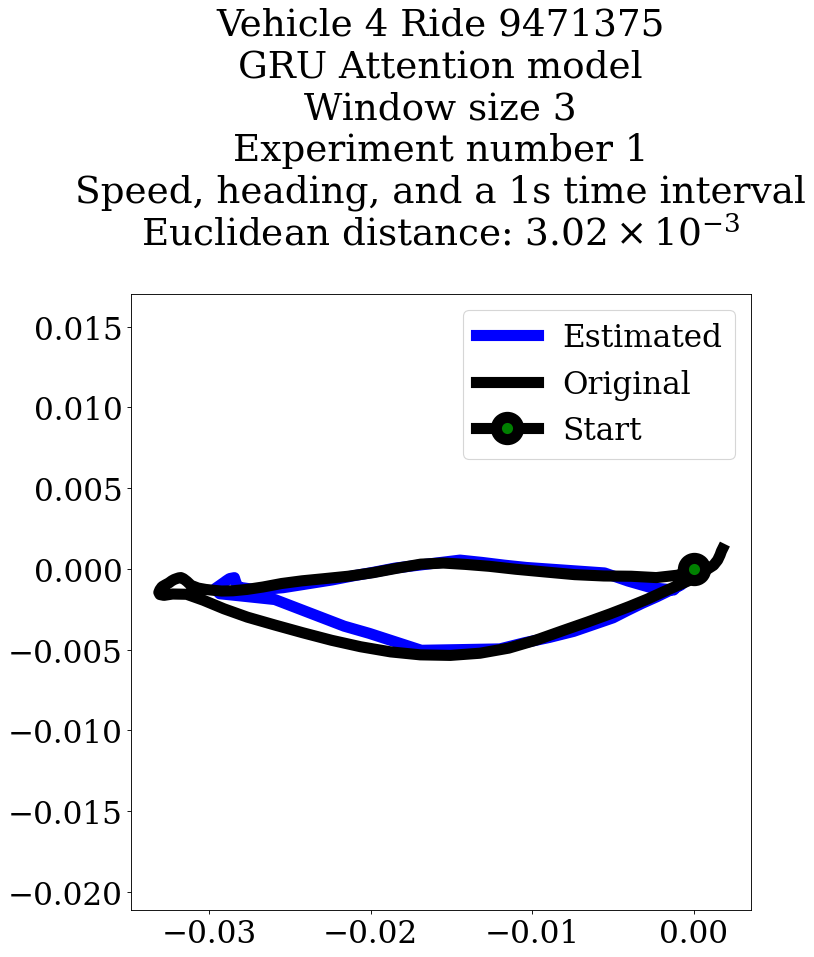 Vehicle 4 Ride 9471375
GRU Attention model
Window size 3
Experiment number 1
Speed, heading, and a 1s time interval
Euclidean distance: 3.02 × 10⁻³
Estimated
Original
Start
0.015
0.010
0.005
0.000
−0.005
−0.010
−0.015
−0.020
−0.03 −0.02 −0.01 0.00